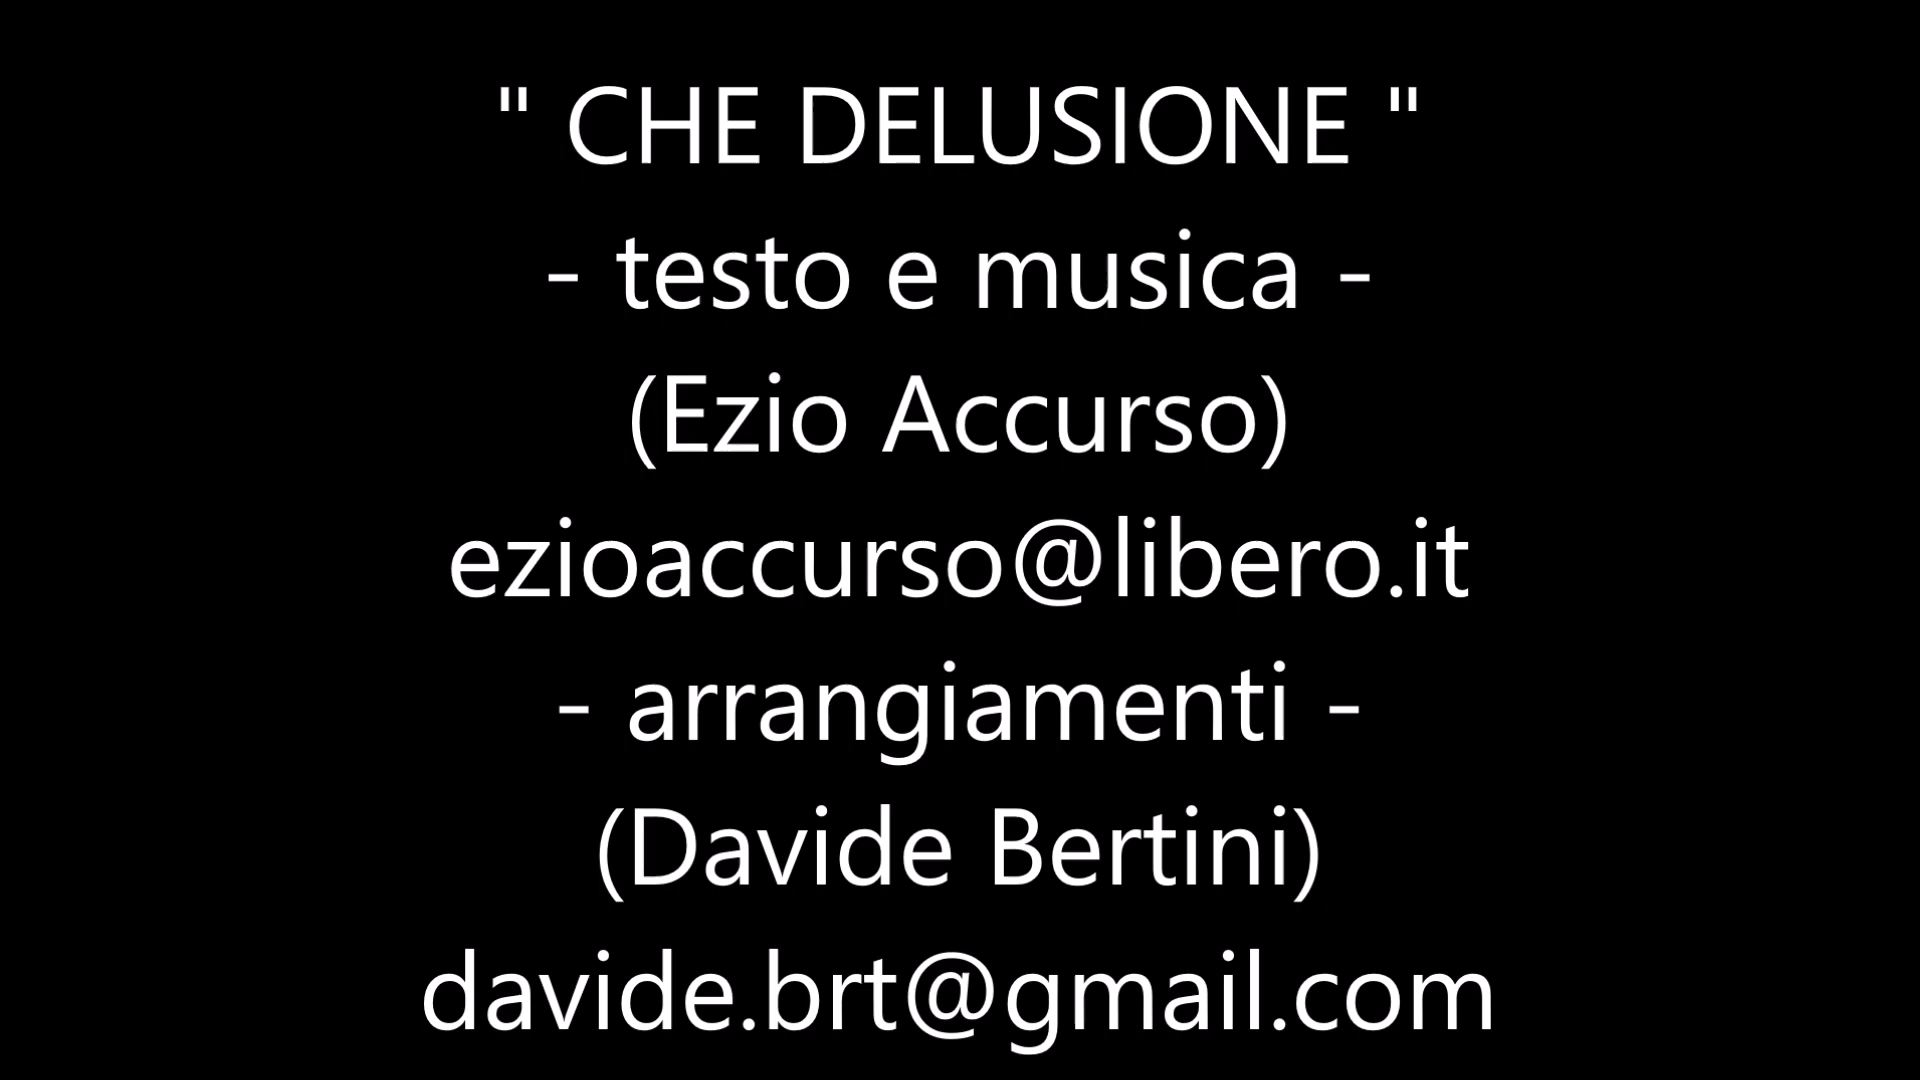 " CHE DELUSIONE "
- testo e musica -
(Ezio Accurso)
ezioaccurso@libero.it
- arrangiamenti -
(Davide Bertini)
davide.brt@gmail.com